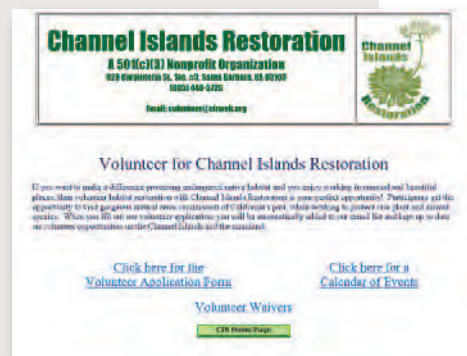 Channel Islands Restoration
A 501(c)(3) Nonprofit Organization
Channel
Islands
Restoration
Volunteer for Channel Islands Restoration
If you want to make a difference protecting endangered native habitat and you enjoy working in unusual and beautiful
places, then volunteer habitat restoration with Channel Islands Restoration is your perfect opportunity! Participants get the
opportunity to visit gorgeous natural areas, reminiscent of California's past, while working to protect rare plant and animal
species. When you fill out our volunteer application you will be automatically added to our email list and kept up to date
on volunteer opportunities on the Channel Islands and the mainland.
Click here for the
Volunteer Application Form
Click here for a
Calendar of Events
Volunteer Waivers
CIR Home Page